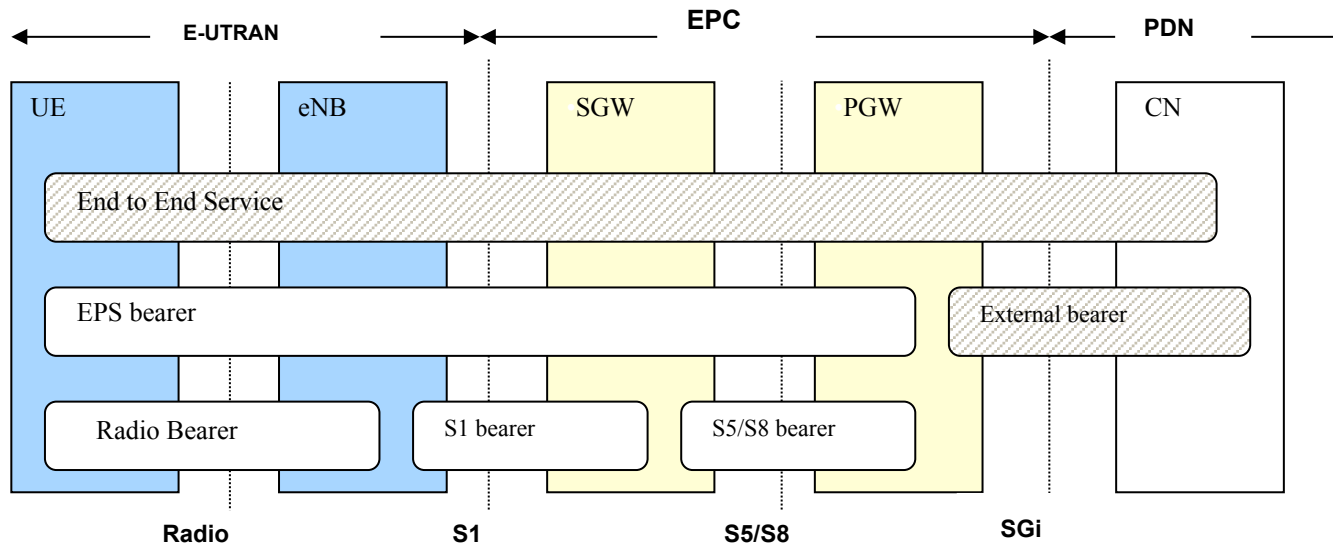 E-UTRAN
EPC
PDN
UE
eNB
SGW
PGW
CN
End to End Service
EPS bearer
External bearer
Radio Bearer
S1 bearer
S5/S8 bearer
Radio
S1
S5/S8
SGi